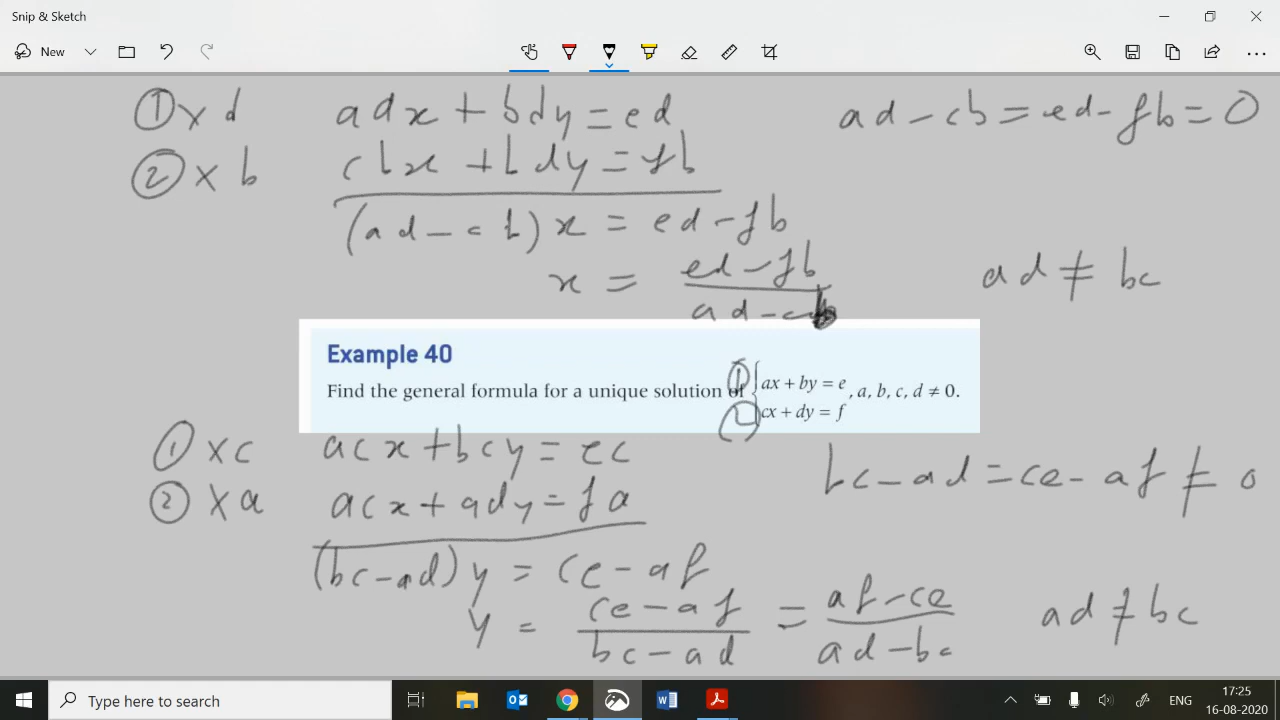 Snip & Sketch
New
① x d adx + bdy = ed ad - cb = ed - fb = 0
② x b cbx + bdy = fb
(ad - cb) x = ed - fb
x = ed - fb / ad - cb ad ≠ bc
Example 40
Find the general formula for a unique solution of ① { ax + by = e
② cx + dy = f , a, b, c, d ≠ 0.
① x c acx + bcy = ec bc - ad = ce - af ≠ 0
② x a acx + ady = fa
(bc - ad) y = ce - af
y = ce - af / bc - ad = af - ce / ad - bc ad ≠ bc
Type here to search
ENG
17:25
16-08-2020